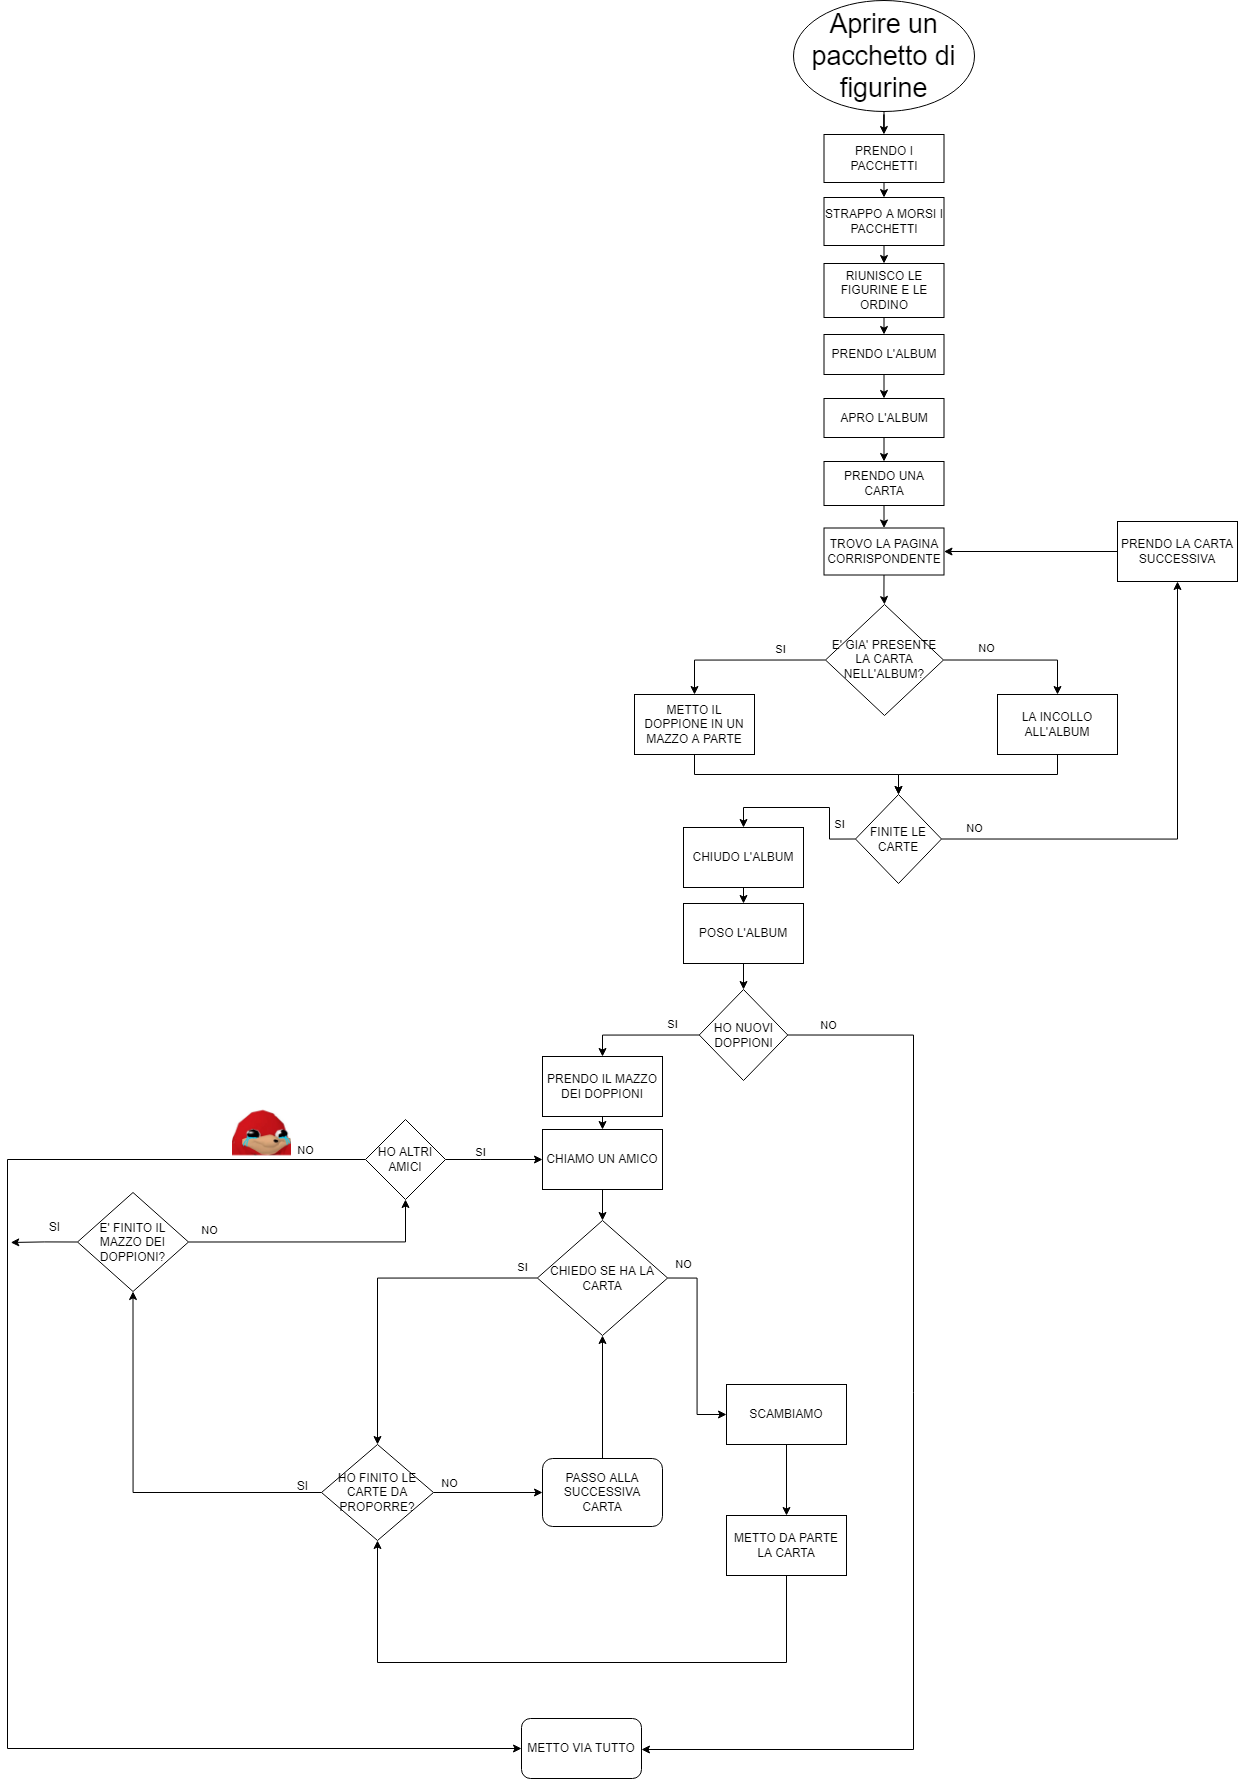 Aprire un
pacchetto di
figurine
PRENDO I
PACCHETTI
STRAPPO A MORSI I
PACCHETTI
RIUNISCO LE
FIGURINE E LE
ORDINO
PRENDO L'ALBUM
APRO L'ALBUM
PRENDO UNA
CARTA
TROVO LA PAGINA
CORRISPONDENTE
PRENDO LA CARTA
SUCCESSIVA
E' GIA' PRESENTE
LA CARTA
NELL'ALBUM?
SI
NO
METTO IL
DOPPIONE IN UN
MAZZO A PARTE
LA INCOLLO
ALL'ALBUM
FINITE LE
CARTE
SI
NO
CHIUDO L'ALBUM
POSO L'ALBUM
HO NUOVI
DOPPIONI
SI
NO
PRENDO IL MAZZO
DEI DOPPIONI
CHIAMO UN AMICO
HO ALTRI
AMICI
NO
SI
E' FINITO IL
MAZZO DEI
DOPPIONI?
SI
NO
CHIEDO SE HA LA
CARTA
SI
NO
SCAMBIAMO
HO FINITO LE
CARTE DA
PROPORRE?
SI
NO
PASSO ALLA
SUCCESSIVA
CARTA
METTO DA PARTE
LA CARTA
METTO VIA TUTTO